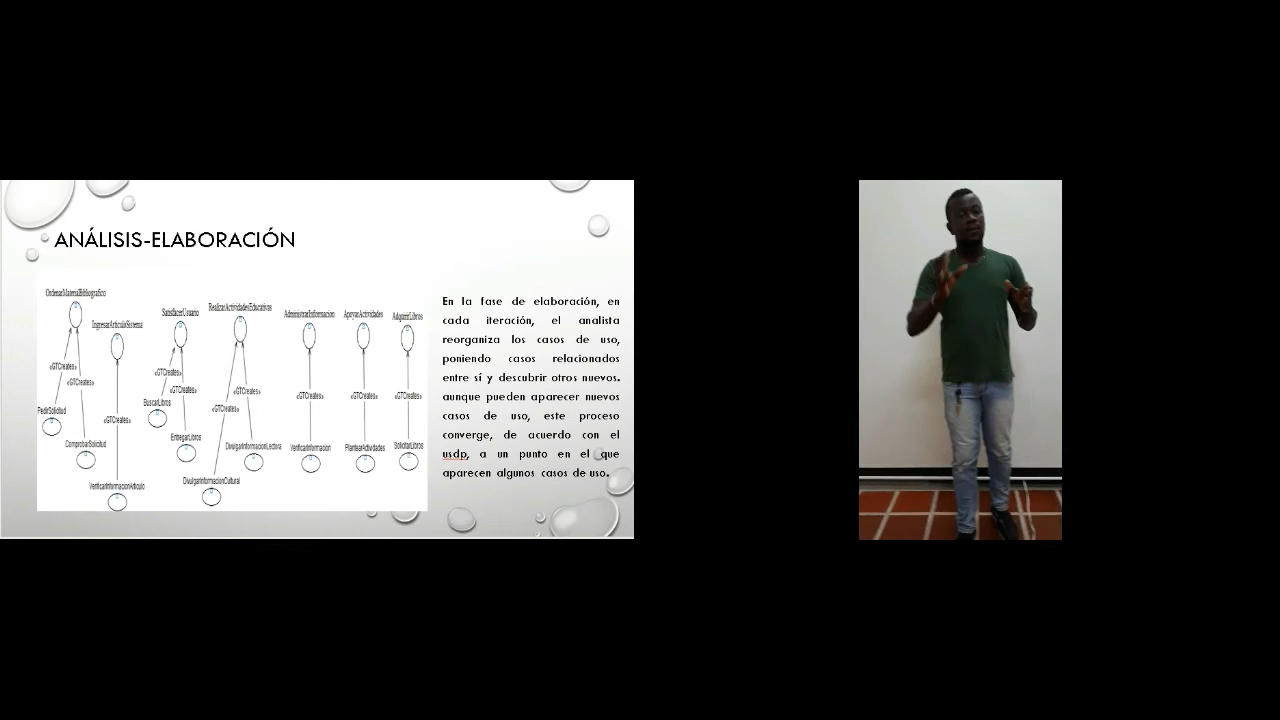 ANÁLISIS-ELABORACIÓN
OrdenarMaterialBibliografico
IngresarArticuloSistema
SatisfacerUsuario
RealizarActividadesEducativas
AdministrarInformacion
ApoyarActividades
AdquirirLibros
«GTCreates»
«GTCreates»
«GTCreates»
«GTCreates»
«GTCreates»
«GTCreates»
«GTCreates»
«GTCreates»
«GTCreates»
«GTCreates»
PedirSolicitud
ComprobarSolicitud
VerificarInformacionArticulo
BuscarLibros
EntregarLibros
DivulgarInformacionCultural
DivulgarInformacionLectora
VerificarInformacion
PlantearActividades
SolicitarLibros
En la fase de elaboración, en
cada iteración, el analista
reorganiza los casos de uso,
poniendo casos relacionados
entre sí y descubrir otros nuevos.
aunque pueden aparecer nuevos
casos de uso, este proceso
converge, de acuerdo con el
usdp, a un punto en el que
aparecen algunos casos de uso.